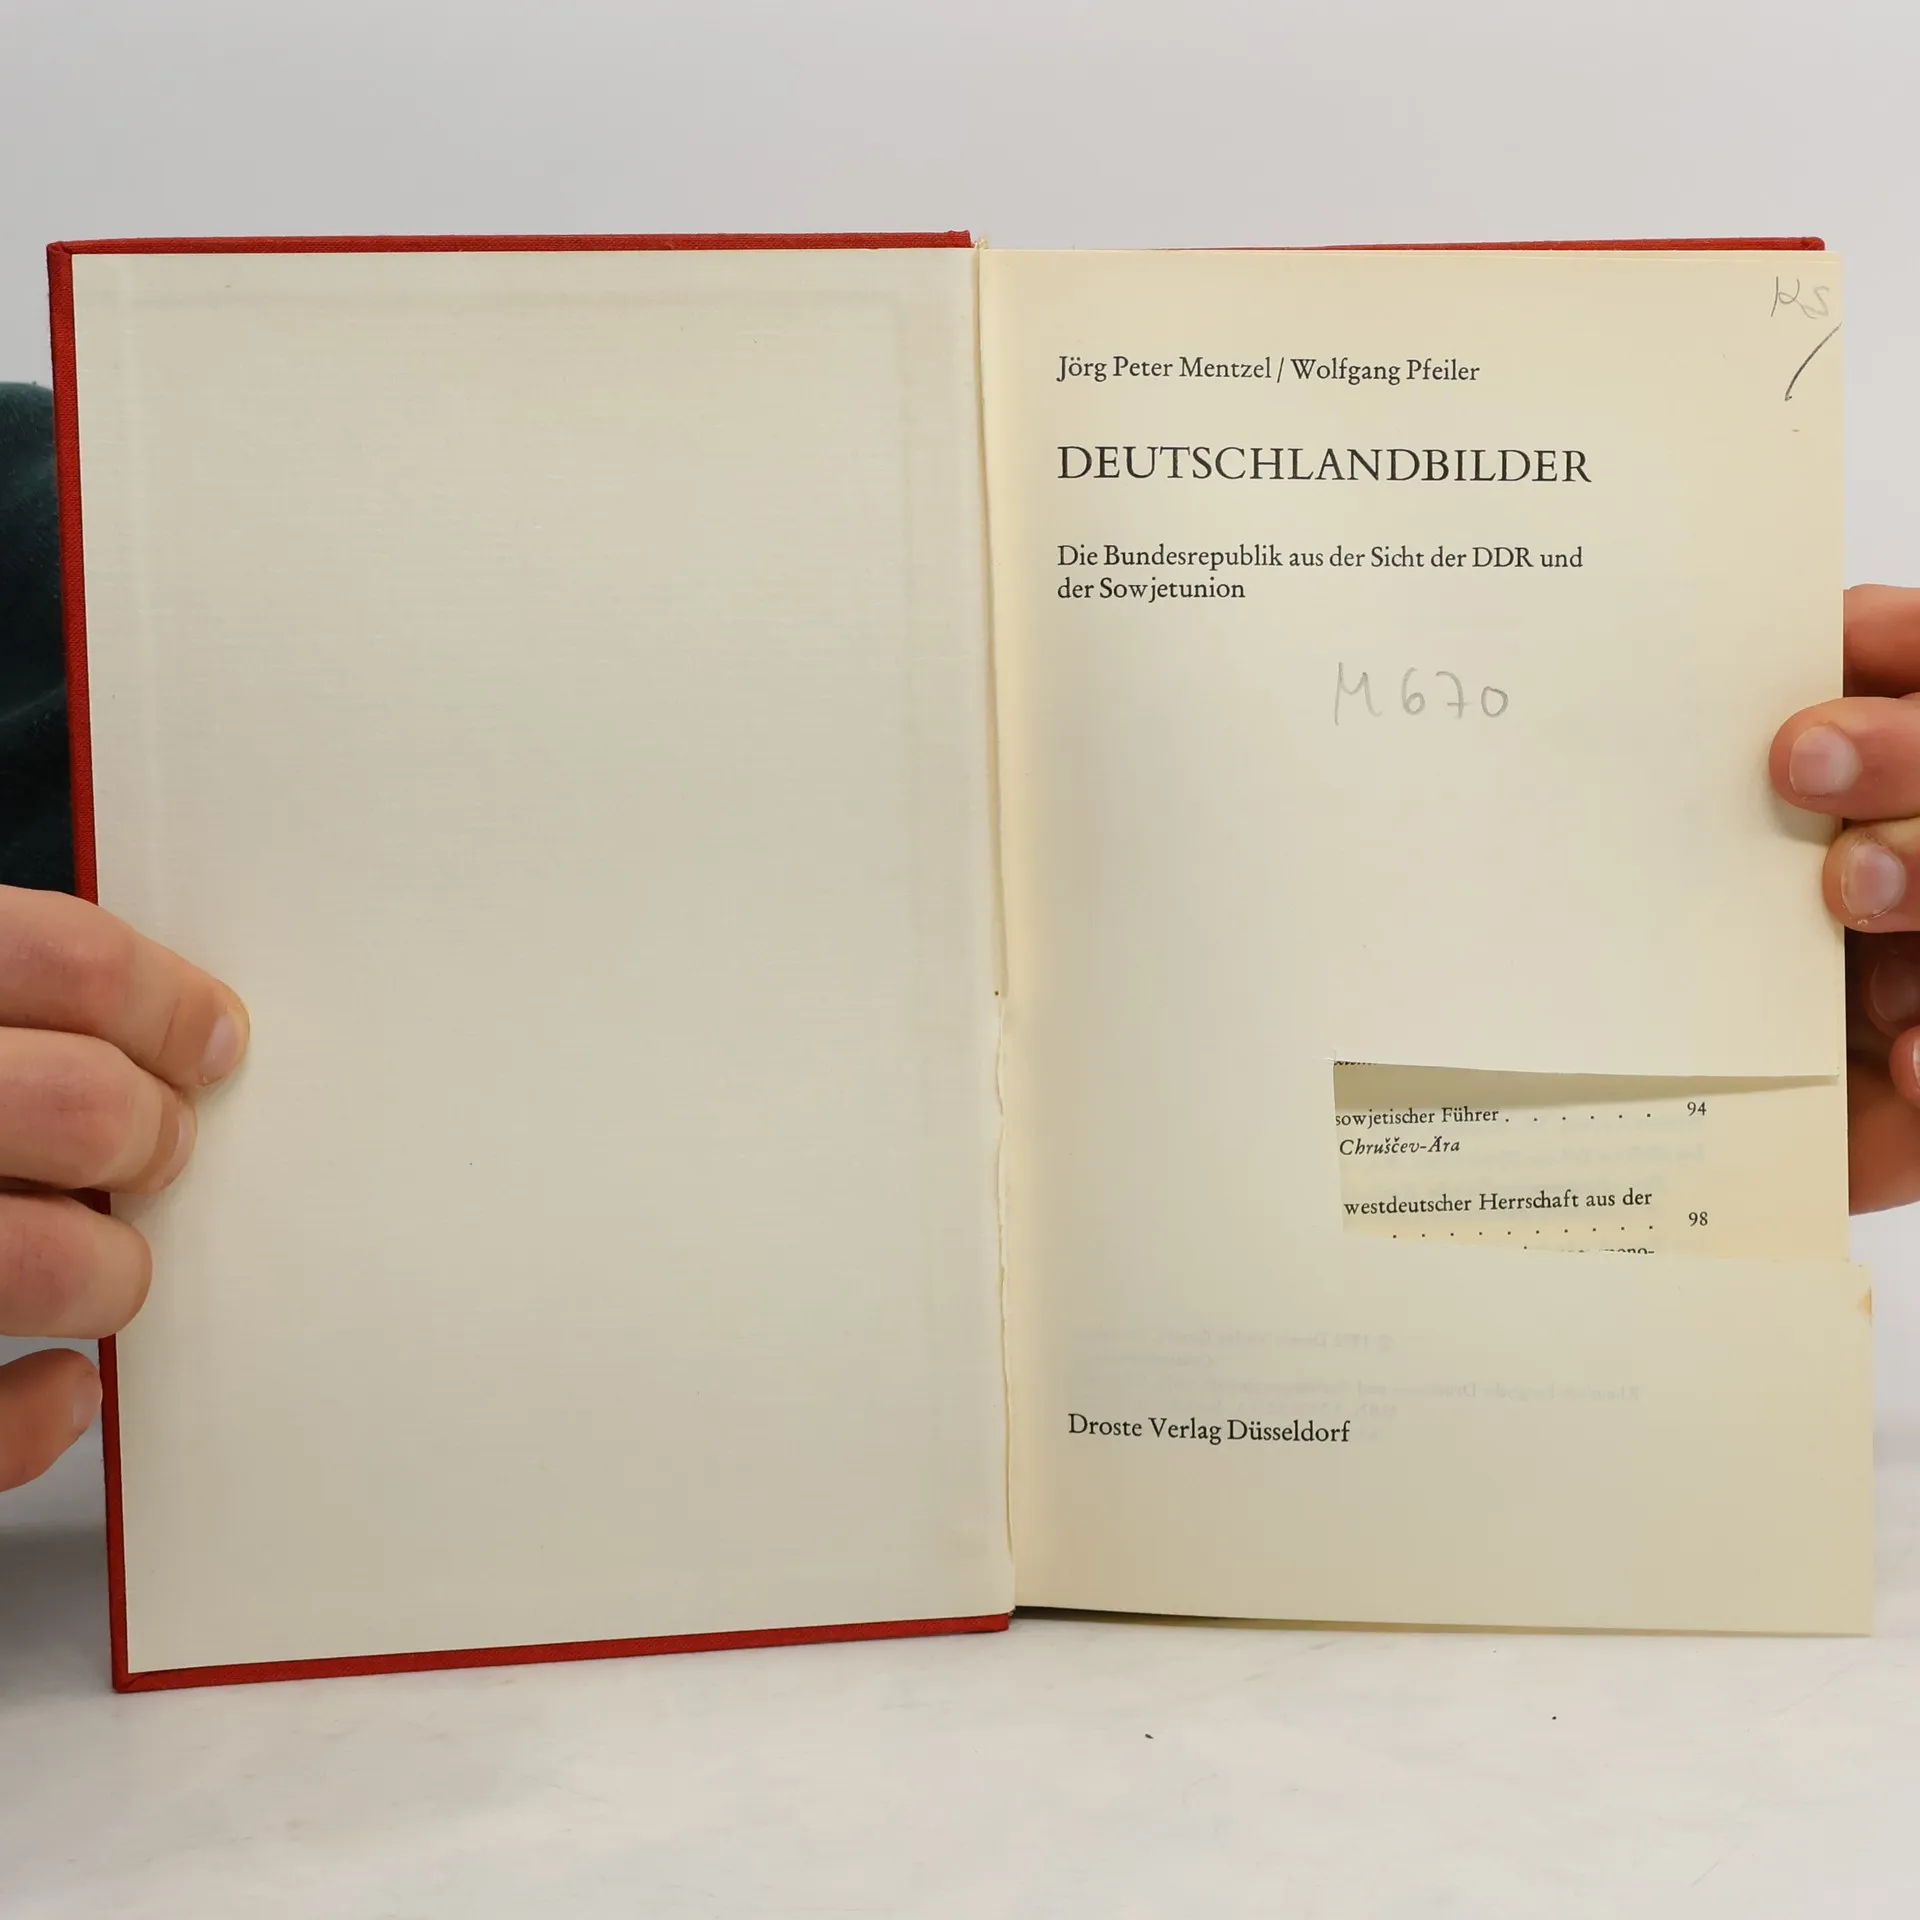 KS
Jörg Peter Mentzel / Wolfgang Pfeiler
DEUTSCHLANDBILDER
Die Bundesrepublik aus der Sicht der DDR und
der Sowjetunion
M 670
sowjetischer Führer . . . . . . 94
Chruščev-Ära
westdeutscher Herrschaft aus der
. . . . . . . . . . 98
Droste Verlag Düsseldorf